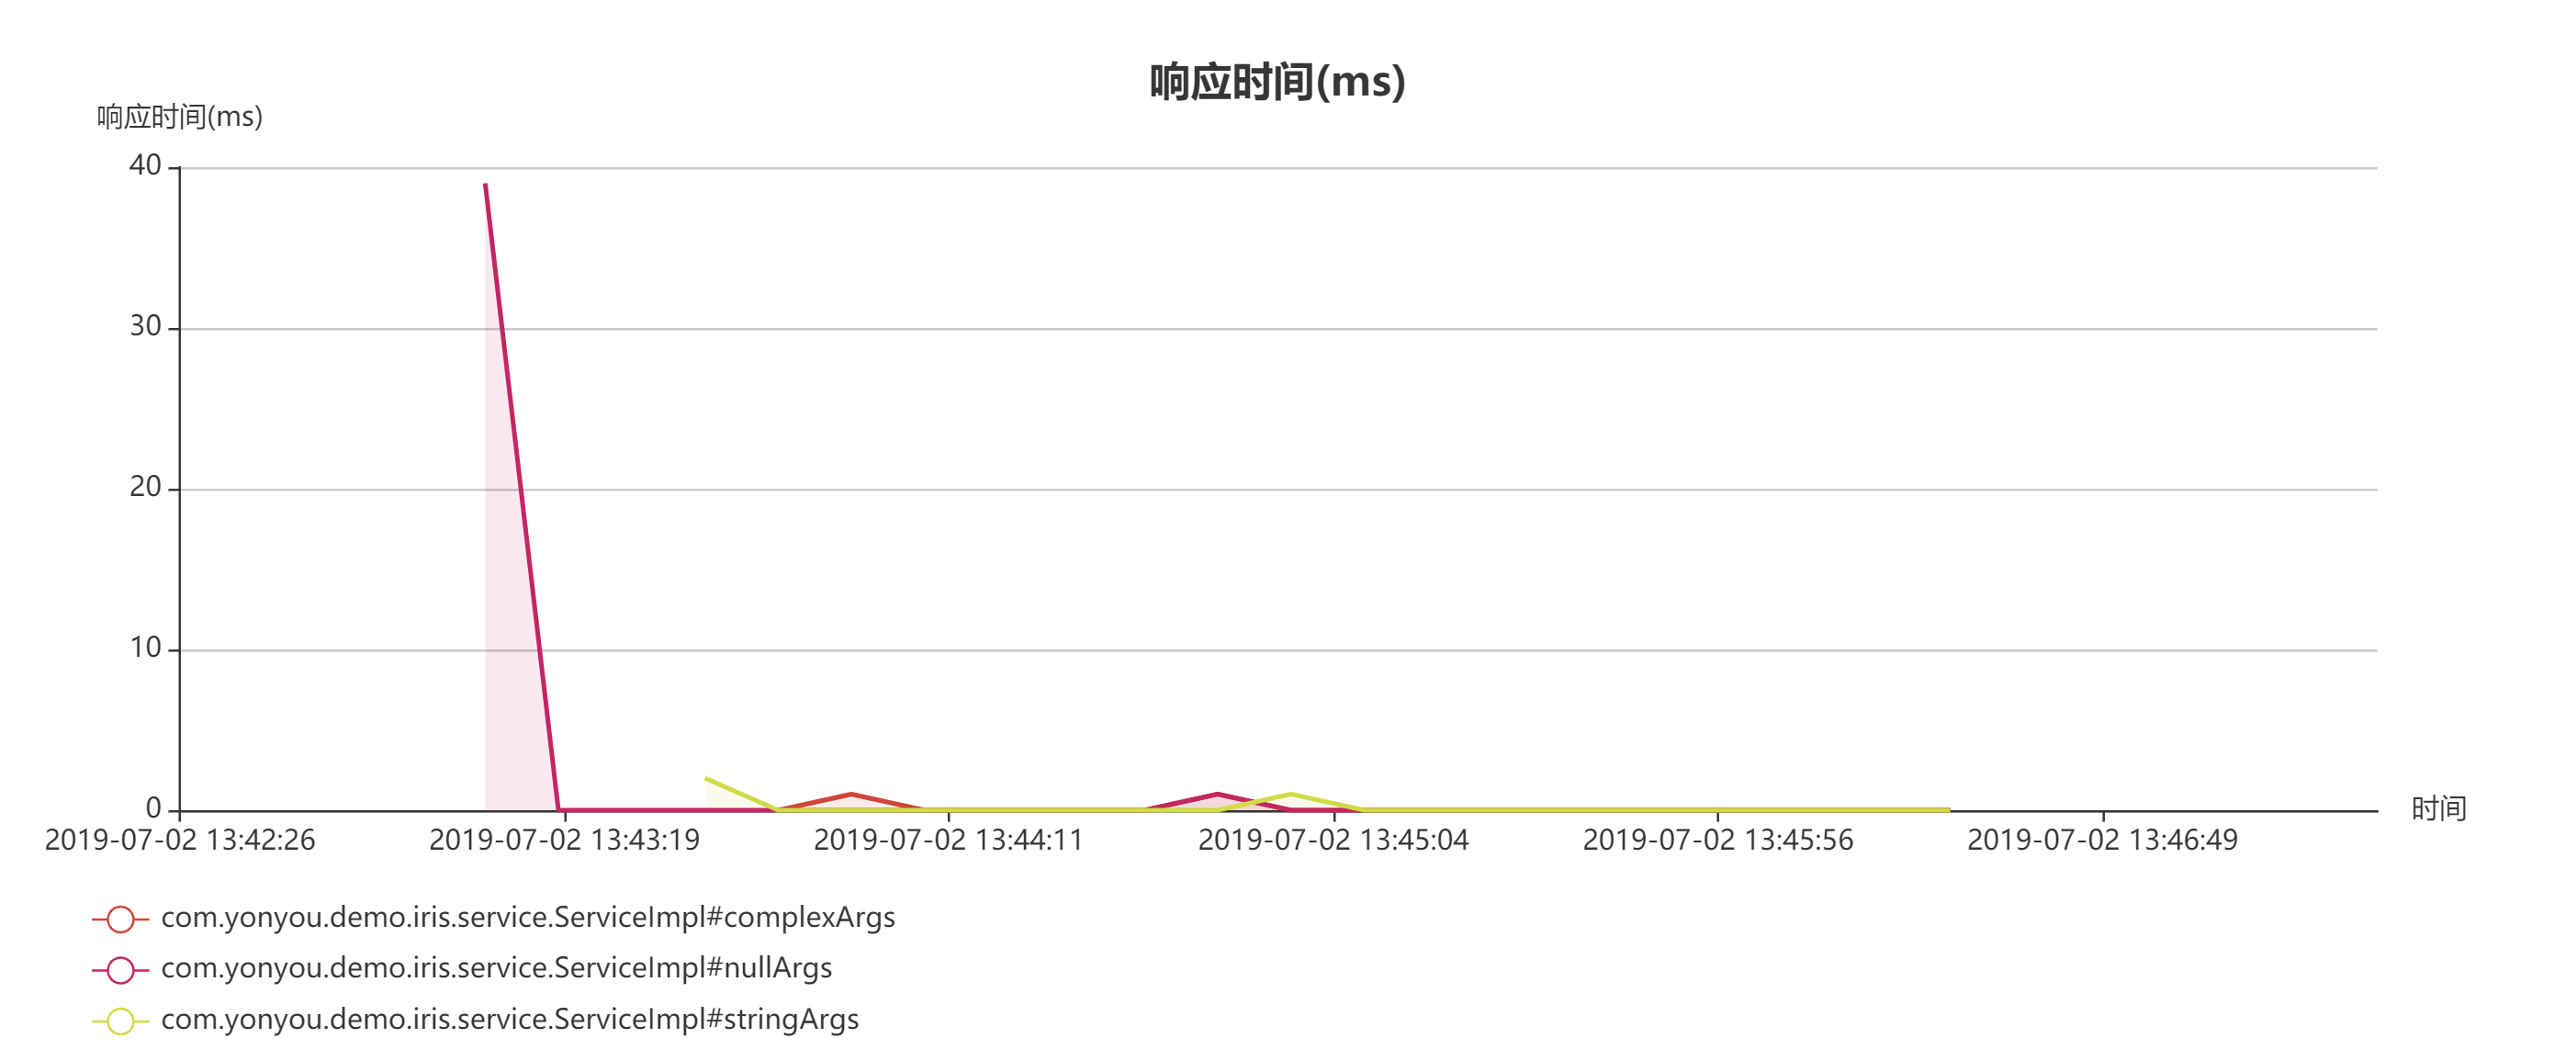 响应时间(ms)
响应时间(ms)
40
30
20
10
0
时间
2019-07-02 13:42:26
2019-07-02 13:43:19
2019-07-02 13:44:11
2019-07-02 13:45:04
2019-07-02 13:45:56
2019-07-02 13:46:49
com.yonyou.demo.iris.service.ServiceImpl#complexArgs
com.yonyou.demo.iris.service.ServiceImpl#nullArgs
com.yonyou.demo.iris.service.ServiceImpl#stringArgs